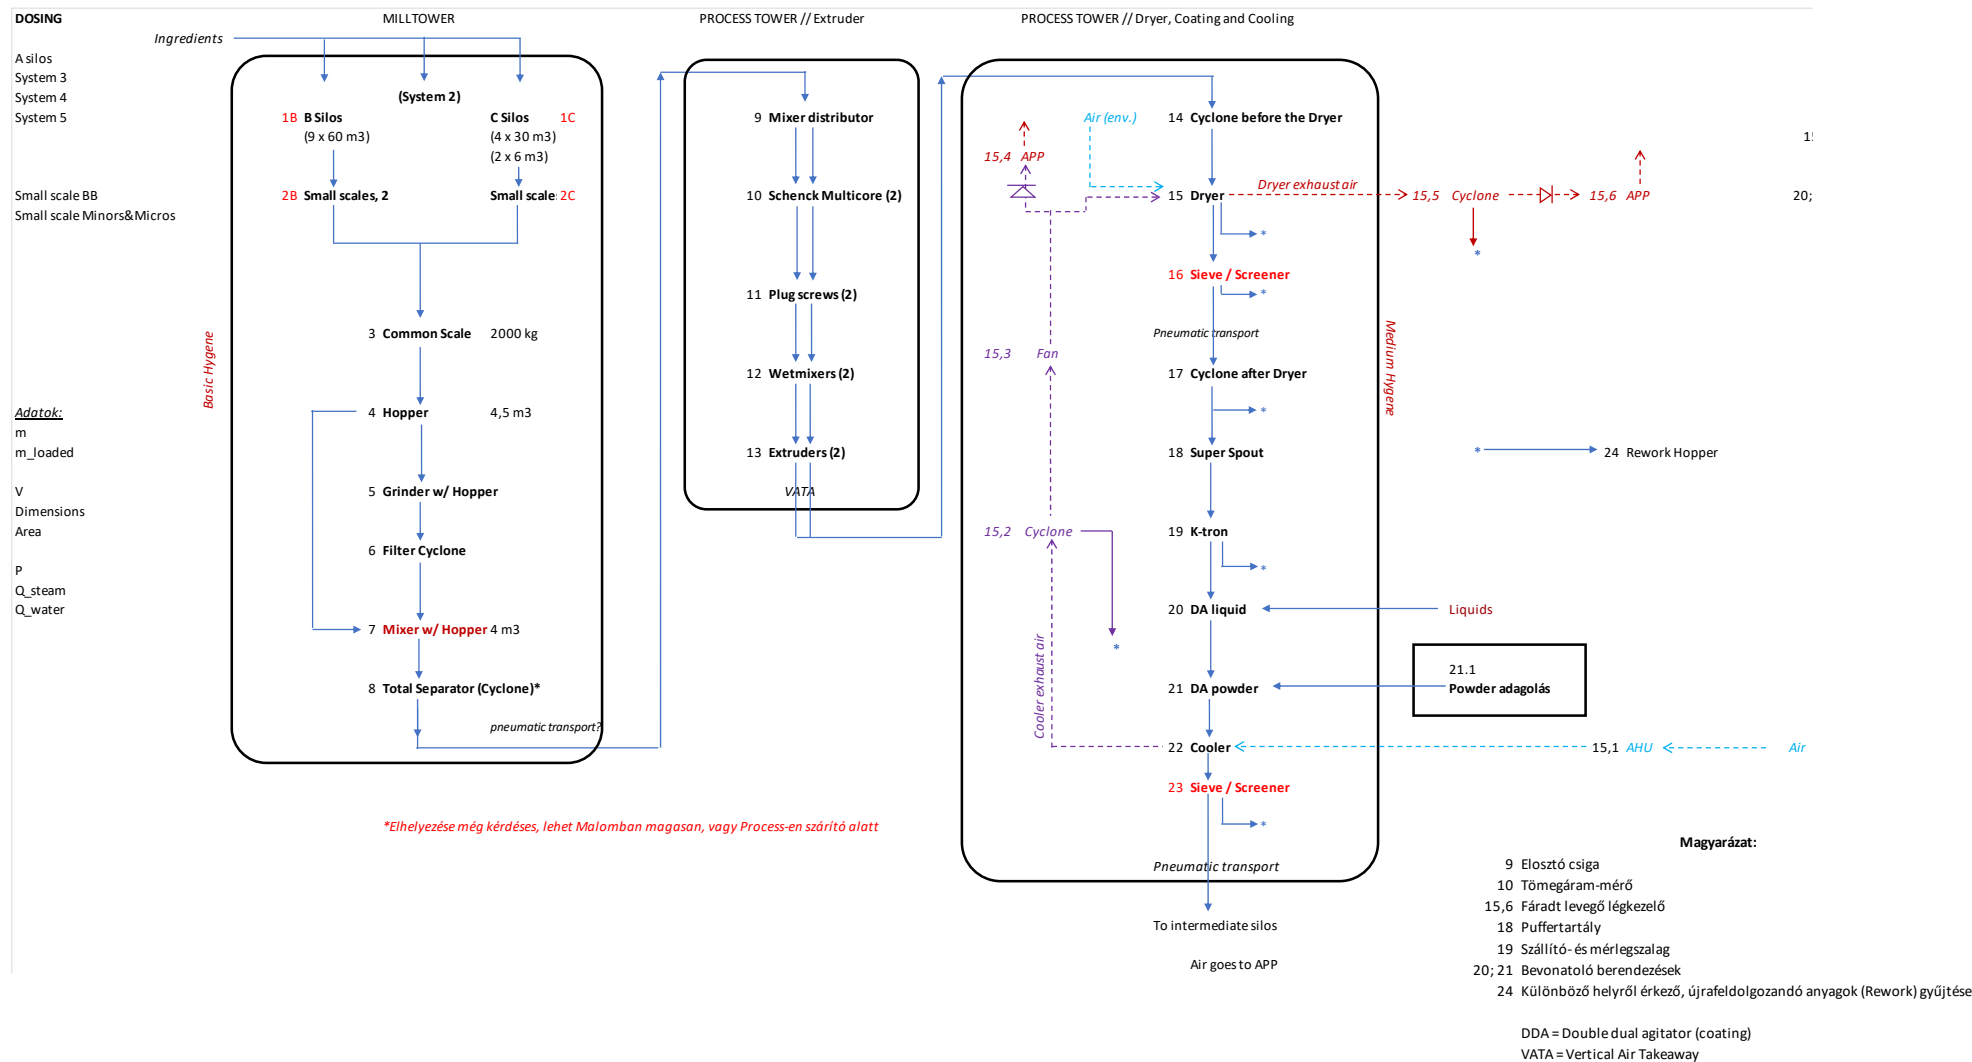 DOSING
MILLTOWER
PROCESS TOWER // Extruder
PROCESS TOWER // Dryer, Coating and Cooling
Ingredients
A silos
System 3
System 4
System 5
Small scale BB
Small scale Minors&Micros
Adatok:
m
m_loaded
V
Dimensions
Area
P
Q_steam
Q_water
Basic Hygene
(System 2)
1B B Silos
(9 x 60 m3)
C Silos 1C
(4 x 30 m3)
(2 x 6 m3)
2B Small scales, 2
Small scale 2C
3 Common Scale 2000 kg
4 Hopper 4,5 m3
5 Grinder w/ Hopper
6 Filter Cyclone
7 Mixer w/ Hopper 4 m3
8 Total Separator (Cyclone)*
pneumatic transport?
*Elhelyezése még kérdéses, lehet Malomban magasan, vagy Process-en szárító alatt
9 Mixer distributor
10 Schenck Multicore (2)
11 Plug screws (2)
12 Wetmixers (2)
13 Extruders (2)
VATA
Air (env.)
14 Cyclone before the Dryer
15,4 APP
15 Dryer
Dryer exhaust air
15,5 Cyclone
15,6 APP
20;
*
*
16 Sieve / Screener
*
Pneumatic transport
15,3 Fan
17 Cyclone after Dryer
*
Medium Hygene
18 Super Spout
* 24 Rework Hopper
15,2 Cyclone
19 K-tron
*
20 DA liquid
Liquids
*
Cooler exhaust air
21 DA powder
21.1
Powder adagolás
22 Cooler
15,1 AHU
Air
23 Sieve / Screener
*
Pneumatic transport
To intermediate silos
Air goes to APP
Magyarázat:
9 Elosztó csiga
10 Tömegáram-mérő
15,6 Fáradt levegő légkezelő
18 Puffertartály
19 Szállító- és mérlegszalag
20; 21 Bevonatoló berendezések
24 Különböző helyről érkező, újrafeldolgozandó anyagok (Rework) gyűjtése
DDA = Double dual agitator (coating)
VATA = Vertical Air Takeaway